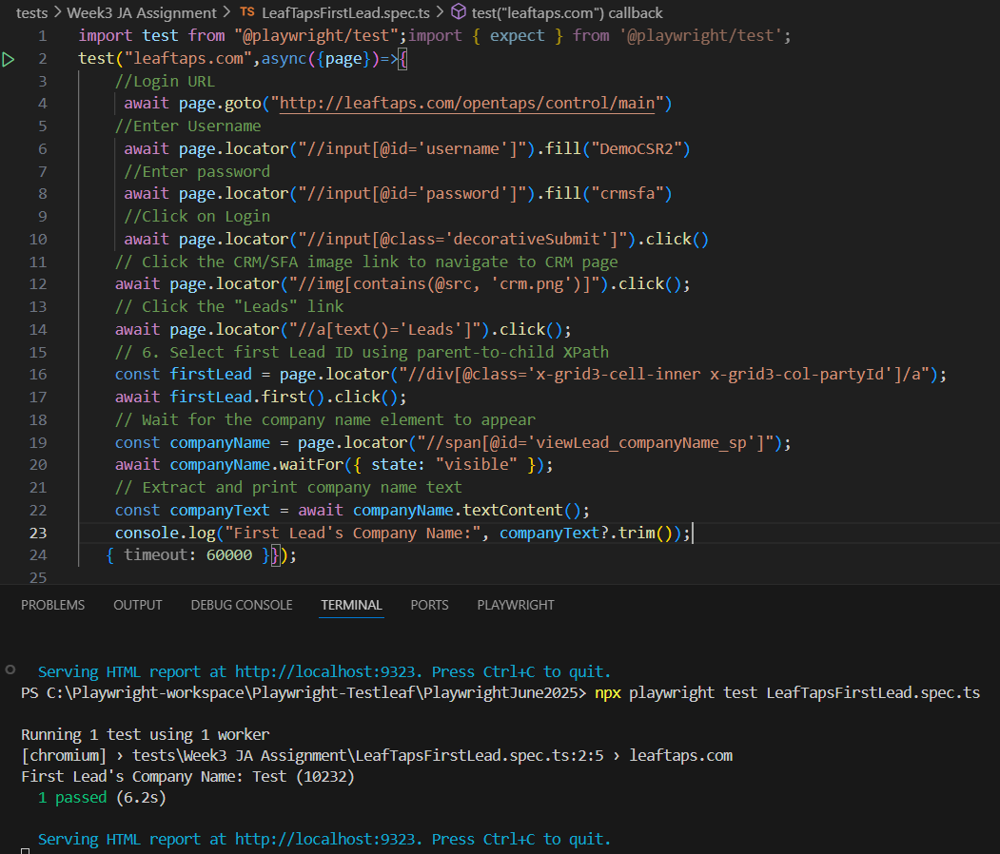 tests > Week3 JA Assignment > TS LeafTapsFirstLead.spec.ts > test("leaftaps.com") callback
1 import test from "@playwright/test";import { expect } from '@playwright/test';
2 test("leaftaps.com",async({page})=>{
3 //Login URL
4 await page.goto("http://leaftaps.com/opentaps/control/main")
5 //Enter Username
6 await page.locator("//input[@id='username']").fill("DemoCSR2")
7 //Enter password
8 await page.locator("//input[@id='password']").fill("crmsfa")
9 //Click on Login
10 await page.locator("//input[@class='decorativeSubmit']").click()
11 // Click the CRM/SFA image link to navigate to CRM page
12 await page.locator("//img[contains(@src, 'crm.png')]").click();
13 // Click the "Leads" link
14 await page.locator("//a[text()='Leads']").click();
15 // 6. Select first Lead ID using parent-to-child XPath
16 const firstLead = page.locator("//div[@class='x-grid3-cell-inner x-grid3-col-partyId']/a");
17 await firstLead.first().click();
18 // Wait for the company name element to appear
19 const companyName = page.locator("//span[@id='viewLead_companyName_sp']");
20 await companyName.waitFor({ state: "visible" });
21 // Extract and print company name text
22 const companyText = await companyName.textContent();
23 console.log("First Lead's Company Name:", companyText?.trim());
24 { timeout: 60000 }});
25
PROBLEMS OUTPUT DEBUG CONSOLE TERMINAL PORTS PLAYWRIGHT
Serving HTML report at http://localhost:9323. Press Ctrl+C to quit.
PS C:\Playwright-workspace\Playwright-Testleaf\PlaywrightJune2025> npx playwright test LeafTapsFirstLead.spec.ts
Running 1 test using 1 worker
[chromium] › tests\Week3 JA Assignment\LeafTapsFirstLead.spec.ts:2:5 › leaftaps.com
First Lead's Company Name: Test (10232)
1 passed (6.2s)
Serving HTML report at http://localhost:9323. Press Ctrl+C to quit.